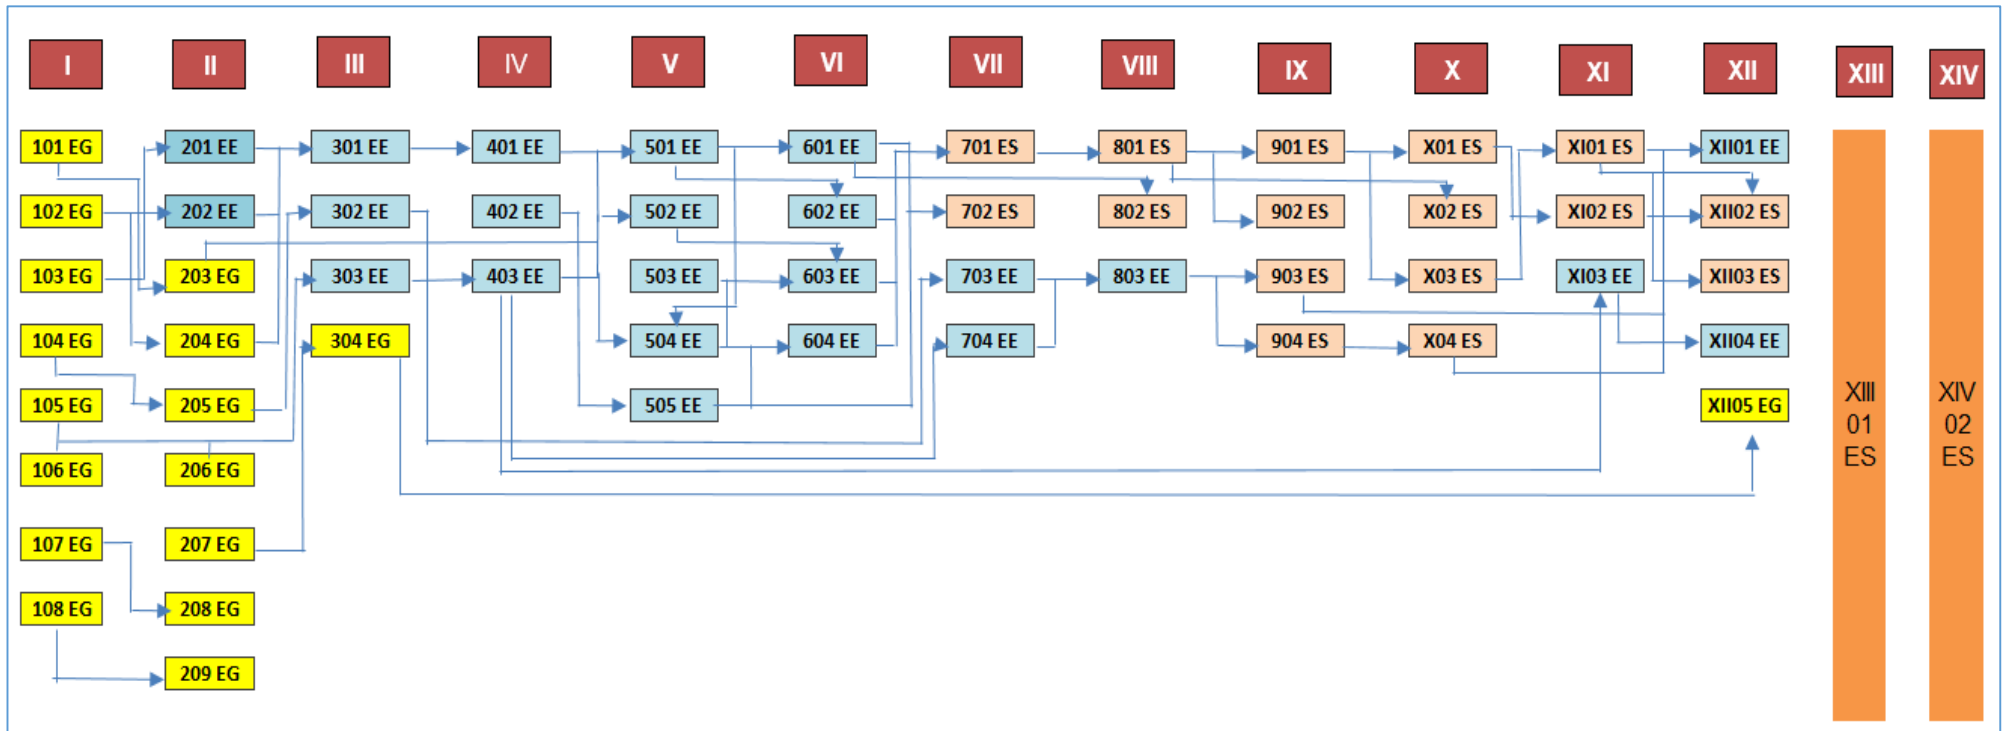 I II III IV V VI VII VIII IX X XI XII XIII XIV
101 EG 201 EE 301 EE 401 EE 501 EE 601 EE 701 ES 801 ES 901 ES X01 ES XI01 ES XII01 EE
102 EG 202 EE 302 EE 402 EE 502 EE 602 EE 702 ES 802 ES 902 ES X02 ES XI02 ES XII02 ES
103 EG 203 EG 303 EE 403 EE 503 EE 603 EE 703 EE 803 EE 903 ES X03 ES XI03 EE XII03 ES
104 EG 204 EG 304 EG 504 EE 604 EE 704 EE 904 ES X04 ES XII04 EE
105 EG 205 EG 505 EE XII05 EG
106 EG 206 EG
107 EG 207 EG
108 EG 208 EG
209 EG
XIII
01
ES
XIV
02
ES